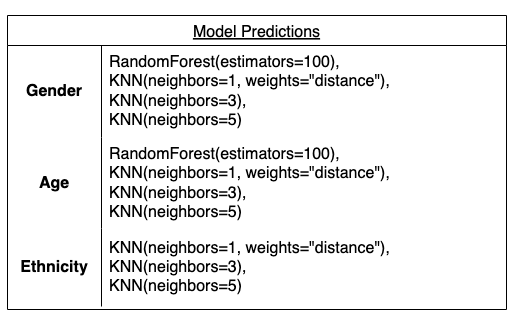 Model Predictions
Gender
RandomForest(estimators=100),
KNN(neighbors=1, weights="distance"),
KNN(neighbors=3),
KNN(neighbors=5)
Age
RandomForest(estimators=100),
KNN(neighbors=1, weights="distance"),
KNN(neighbors=3),
KNN(neighbors=5)
Ethnicity
KNN(neighbors=1, weights="distance"),
KNN(neighbors=3),
KNN(neighbors=5)